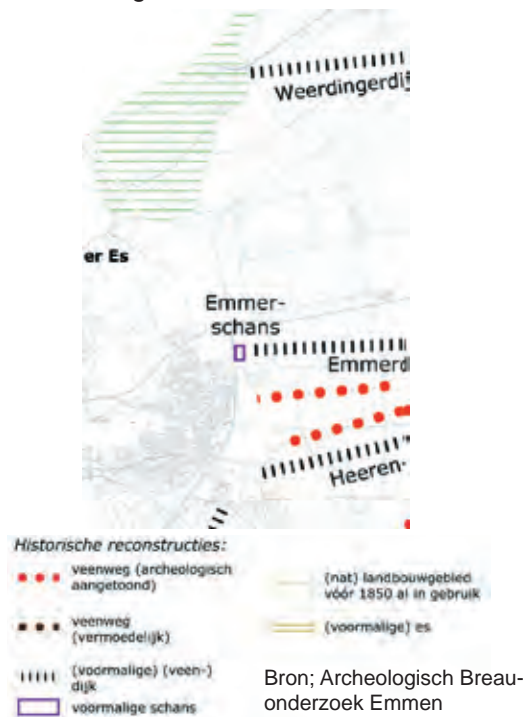 Weerdingerdij
er Es
Emmer-
schans
Emmerd
Heeren-
Historische reconstructies:
veenweg (archeologisch
aangetoond)
veenweg
(vermoedelijk)
(voormalige) (veen-)
dijk
voormalige schans
(nat) landbouwgebied
vóór 1850 al in gebruik
(voormalige) es
Bron; Archeologisch Breau-
onderzoek Emmen